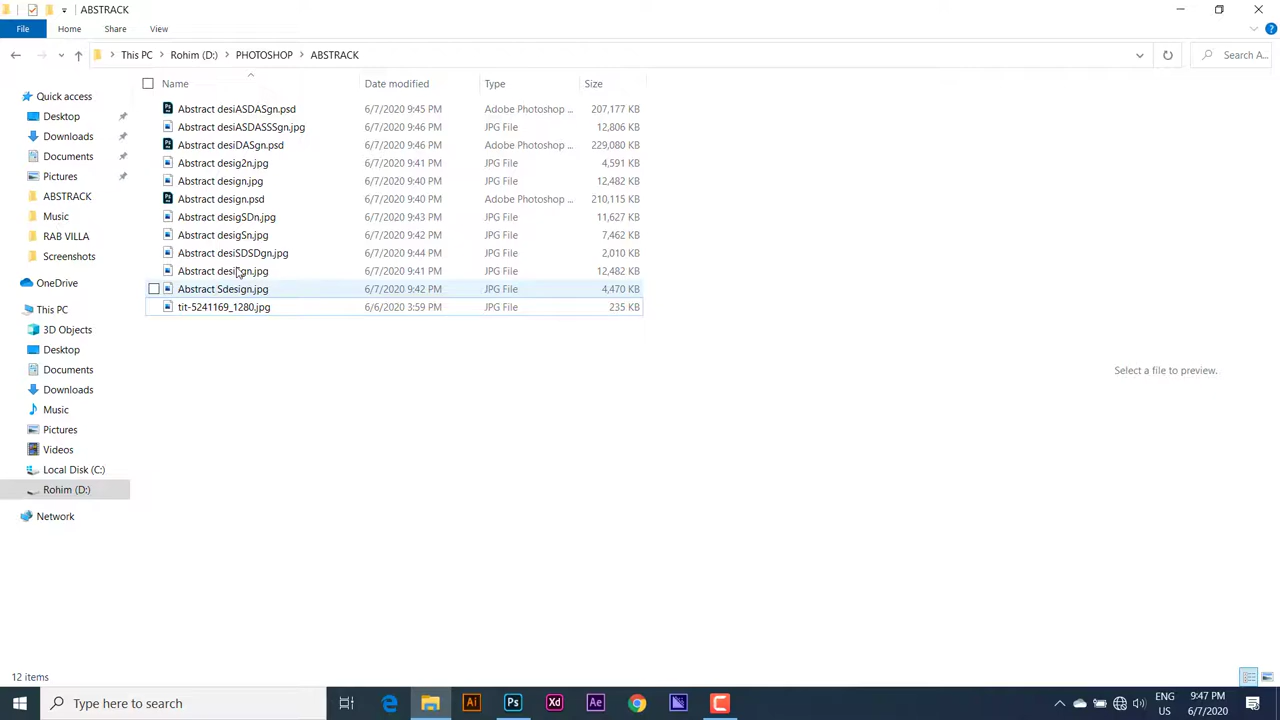 ABSTRACK
File Home Share View
This PC Rohim (D:) PHOTOSHOP ABSTRACK Search A...
Name Date modified Type Size
Quick access
Desktop
Downloads
Documents
Pictures
ABSTRACK
Music
RAB VILLA
Screenshots
OneDrive
This PC
3D Objects
Desktop
Documents
Downloads
Music
Pictures
Videos
Local Disk (C:)
Rohim (D:)
Network
Abstract desiASDASgn.psd 6/7/2020 9:45 PM Adobe Photoshop ... 207,177 KB
Abstract desiASDASSSgn.jpg 6/7/2020 9:46 PM JPG File 12,806 KB
Abstract desiDASgn.psd 6/7/2020 9:46 PM Adobe Photoshop ... 229,080 KB
Abstract desig2n.jpg 6/7/2020 9:41 PM JPG File 4,591 KB
Abstract design.jpg 6/7/2020 9:40 PM JPG File 12,482 KB
Abstract design.psd 6/7/2020 9:40 PM Adobe Photoshop ... 210,115 KB
Abstract desigSDn.jpg 6/7/2020 9:43 PM JPG File 11,627 KB
Abstract desigSn.jpg 6/7/2020 9:42 PM JPG File 7,462 KB
Abstract desiSDSDgn.jpg 6/7/2020 9:44 PM JPG File 2,010 KB
Abstract 6/7/2020 9:41 PM JPG File 12,482 KB
Abstract Sdesign.jpg 6/7/2020 9:42 PM JPG File 4,470 KB
tit-5241169_1280.jpg 6/6/2020 3:59 PM JPG File 235 KB
Select a file to preview.
12 items
Type here to search
Ai Ps Xd Ae
ENG
US
9:47 PM
6/7/2020